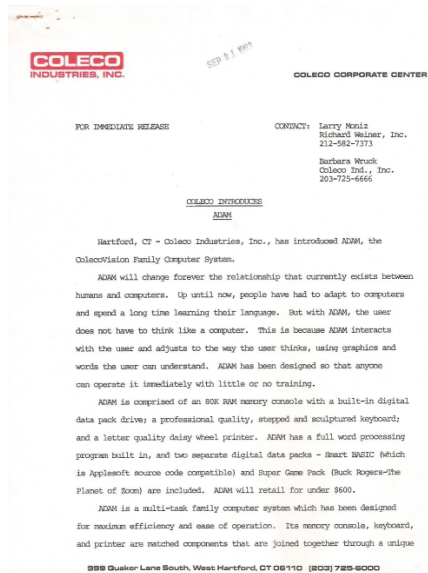 COLECO
INDUSTRIES, INC.
SEP 21 1983
COLECO CORPORATE CENTER
FOR IMMEDIATE RELEASE
CONTACT: Larry Moniz
Richard Weiner, Inc.
212-582-7373
Barbara Wruck
Coleco Ind., Inc.
203-725-6666
COLECO INTRODUCES
ADAM
Hartford, CT - Coleco Industries, Inc., has introduced ADAM, the
ColecoVision Family Computer System.
ADAM will change forever the relationship that currently exists between
humans and computers. Up until now, people have had to adapt to computers
and spend a long time learning their language. But with ADAM, the user
does not have to think like a computer. This is because ADAM interacts
with the user and adjusts to the way the user thinks, using graphics and
words the user can understand. ADAM has been designed so that anyone
can operate it immediately with little or no training.
ADAM is comprised of an 80K RAM memory console with a built-in digital
data pack drive; a professional quality, stepped and sculptured keyboard;
and a letter quality daisy wheel printer. ADAM has a full word processing
program built in, and two separate digital data packs - Smart BASIC (which
is Applesoft source code compatible) and Super Game Pack (Buck Rogers-The
Planet of Zoom) are included. ADAM will retail for under $600.
ADAM is a multi-task family computer system which has been designed
for maximum efficiency and ease of operation. Its memory console, keyboard,
and printer are matched components that are joined together through a unique
999 Quaker Lane South, West Hartford, CT 06110 (203) 725-6000